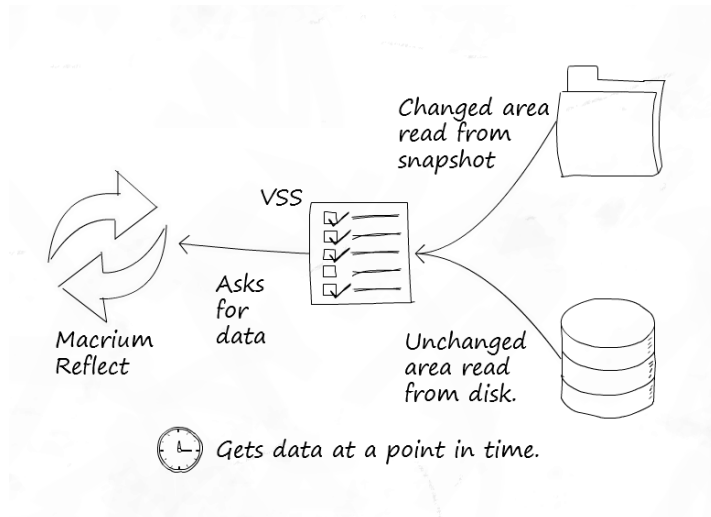 Changed area
read from
snapshot
VSS
Asks
for
data
Macrium
Reflect
Unchanged
area read
from disk.
Gets data at a point in time.